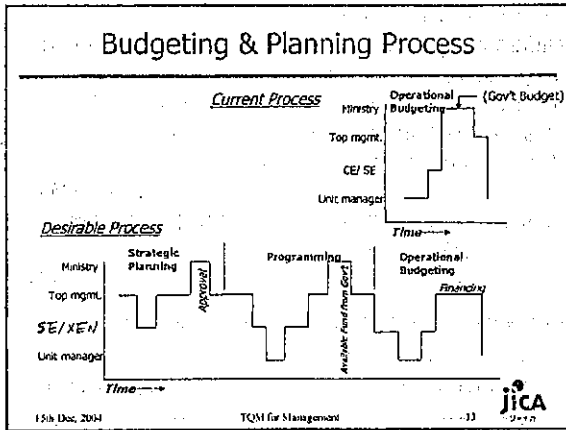 Budgeting & Planning Process
Current Process
Operational
Budgeting
(Gov't Budget)
Ministry
Top mgmt.
CE/ SE
Unit manager
Time
Desirable Process
Strategic
Planning
Programming
Operational
Budgeting
Ministry
Approval
Top mgmt.
Financing
SE/XEN
Available Fund from Govt
Unit manager
Time
15th Dec, 2004
TQM for Management
33
jICA